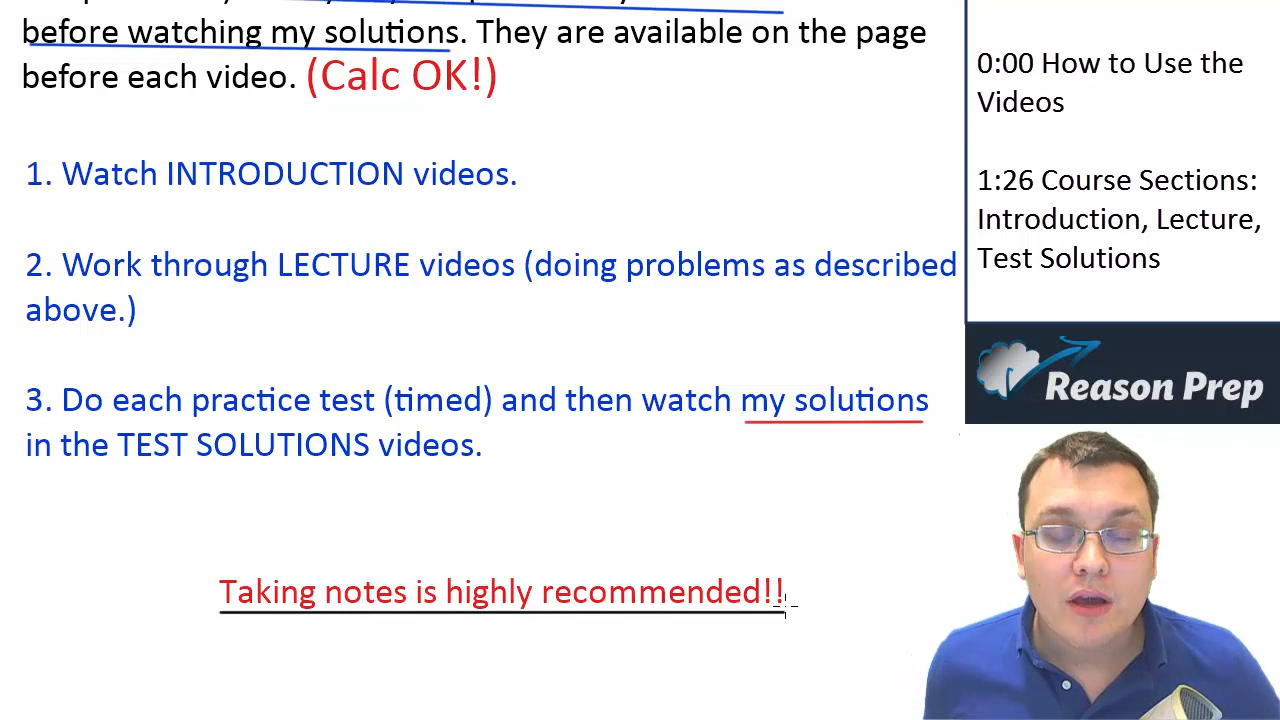 before watching my solutions. They are available on the page
before each video. (Calc OK!)
1. Watch INTRODUCTION videos.
2. Work through LECTURE videos (doing problems as described
above.)
3. Do each practice test (timed) and then watch my solutions
in the TEST SOLUTIONS videos.
Taking notes is highly recommended!!
0:00 How to Use the
Videos
1:26 Course Sections:
Introduction, Lecture,
Test Solutions
Reason Prep